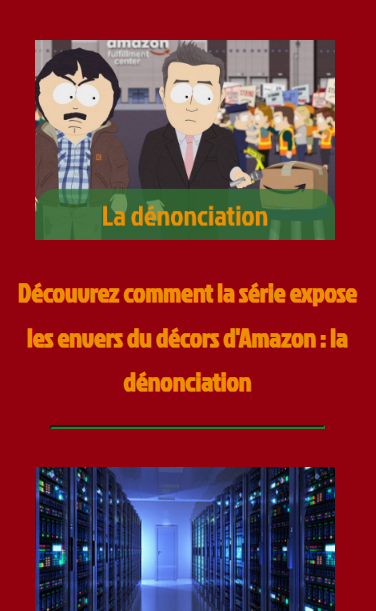 amazon
fulfillment
center
La dénonciation
Découvrez comment la série expose
les envers du décors d'Amazon : la
dénonciation